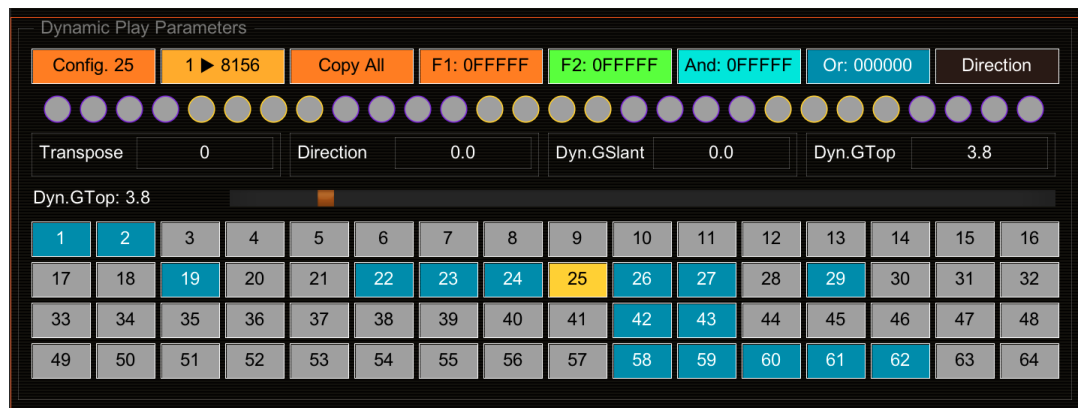 Dynamic Play Parameters
Config. 25 1 ▶ 8156 Copy All F1: 0FFFFF F2: 0FFFFF And: 0FFFFF Or: 000000 Direction
Transpose 0 Direction 0.0 Dyn.GSlant 0.0 Dyn.GTop 3.8
Dyn.GTop: 3.8
1 2 3 4 5 6 7 8 9 10 11 12 13 14 15 16
17 18 19 20 21 22 23 24 25 26 27 28 29 30 31 32
33 34 35 36 37 38 39 40 41 42 43 44 45 46 47 48
49 50 51 52 53 54 55 56 57 58 59 60 61 62 63 64